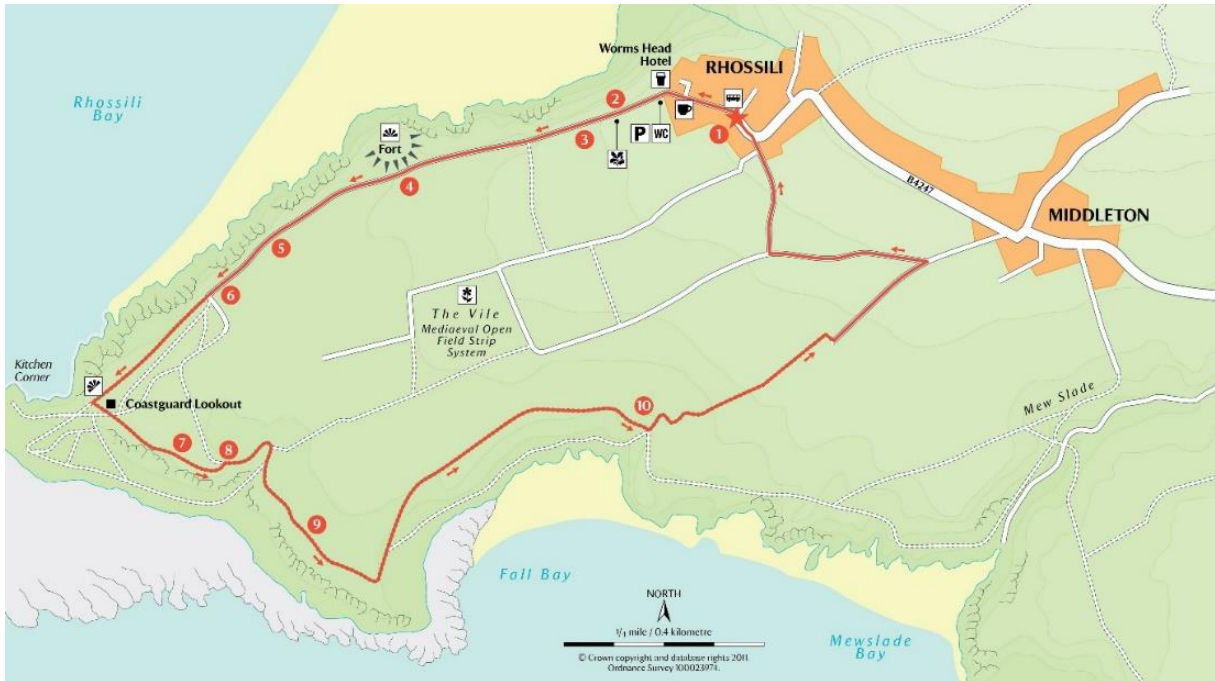 Worms Head
Hotel
RHOSSILI
Rhossili
Bay
2
P
WC
1
3
Fort
4
B4247
MIDDLETON
5
6
The Vile
Mediaeval Open
Field Strip
System
Kitchen
Corner
Coastguard Lookout
Mew Slade
10
7
8
9
Fall Bay
NORTH
1/4 mile / 0.4 kilometre
© Crown copyright and database rights 2011
Ordnance Survey 100023974.
Mewslade
Bay